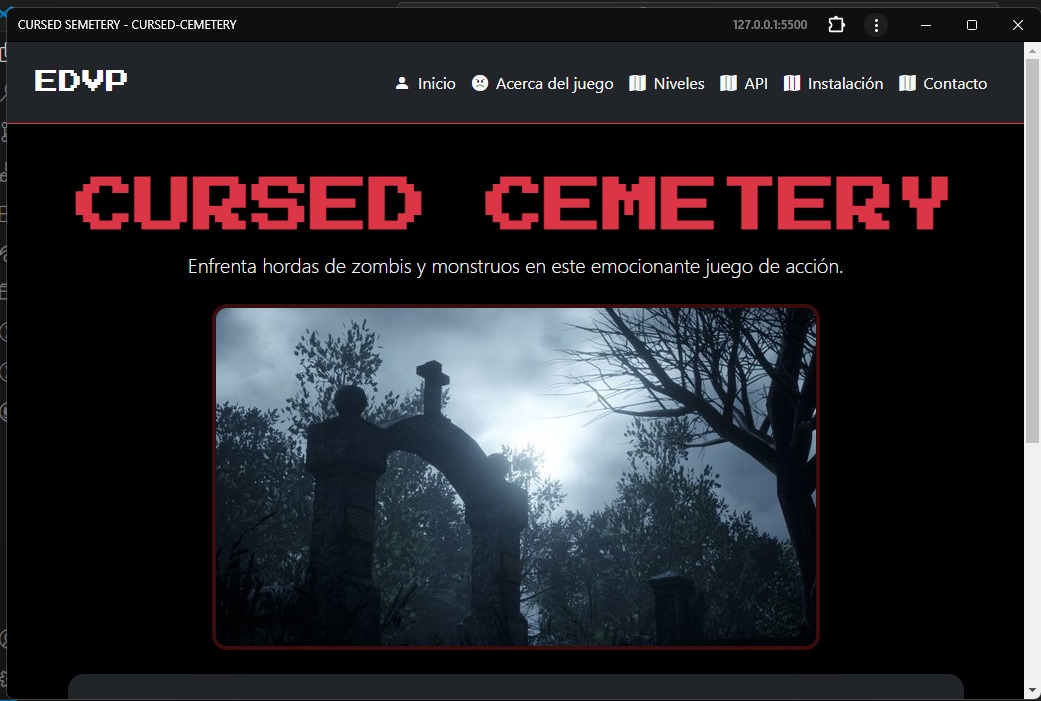 CURSED SEMETERY - CURSED-CEMETERY
127.0.0.1:5500
EDVP
Inicio
Acerca del juego
Niveles
API
Instalación
Contacto
CURSED CEMETERY
Enfrenta hordas de zombis y monstruos en este emocionante juego de acción.